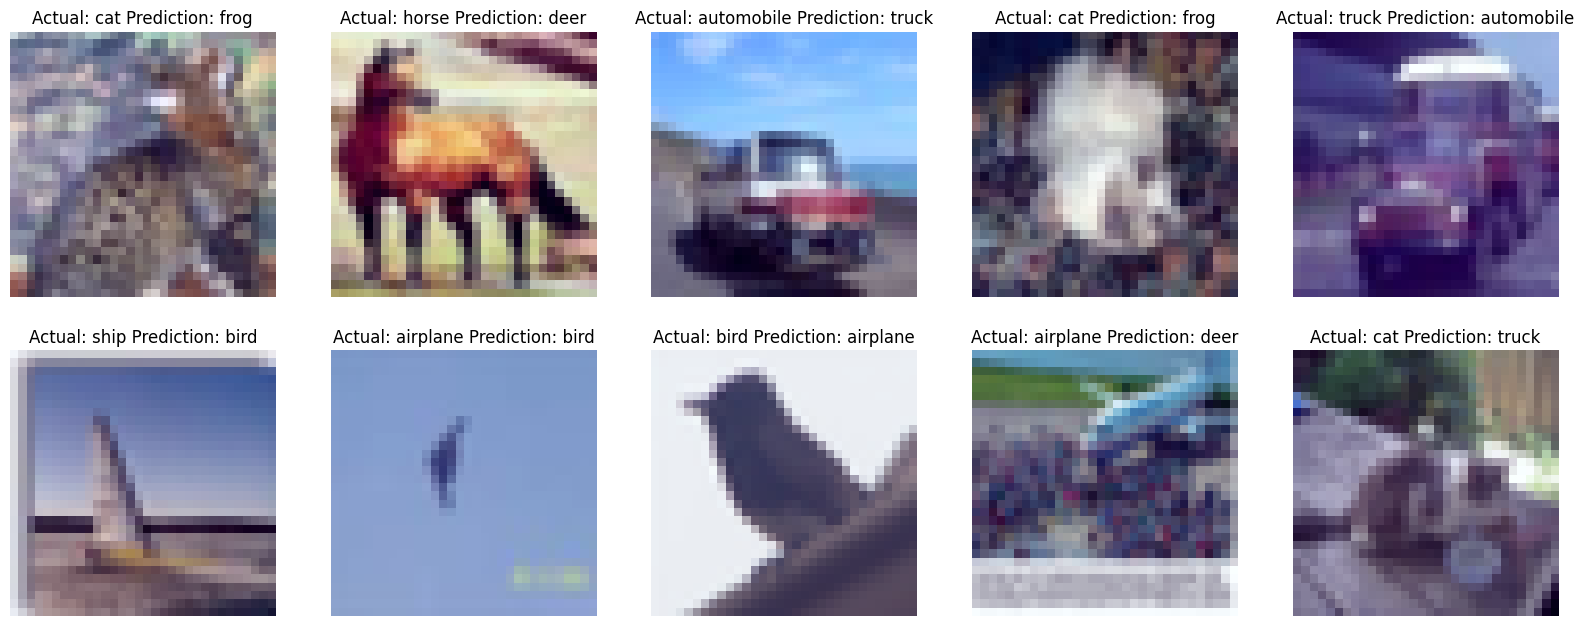 Actual: cat Prediction: frog
Actual: horse Prediction: deer
Actual: automobile Prediction: truck
Actual: cat Prediction: frog
Actual: truck Prediction: automobile
Actual: ship Prediction: bird
Actual: airplane Prediction: bird
Actual: bird Prediction: airplane
Actual: airplane Prediction: deer
Actual: cat Prediction: truck